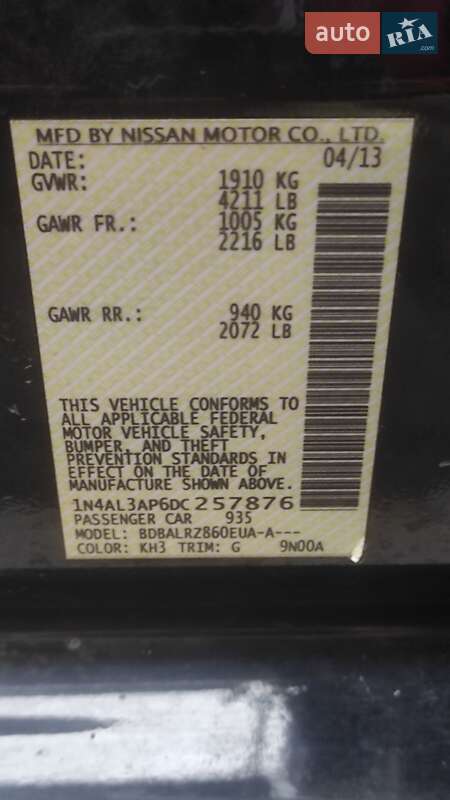 auto RIA .com
MFD BY NISSAN MOTOR CO., LTD.
DATE: 04/13
GVWR: 1910 KG
4211 LB
GAWR FR.: 1005 KG
2216 LB
GAWR RR.: 940 KG
2072 LB
THIS VEHICLE CONFORMS TO
ALL APPLICABLE FEDERAL
MOTOR VEHICLE SAFETY,
BUMPER, AND THEFT
PREVENTION STANDARDS IN
EFFECT ON THE DATE OF
MANUFACTURE SHOWN ABOVE.
1N4AL3AP6DC257876
PASSENGER CAR 935
MODEL: BDBALRZ860EUA-A---
COLOR: KH3 TRIM: G 9N00A